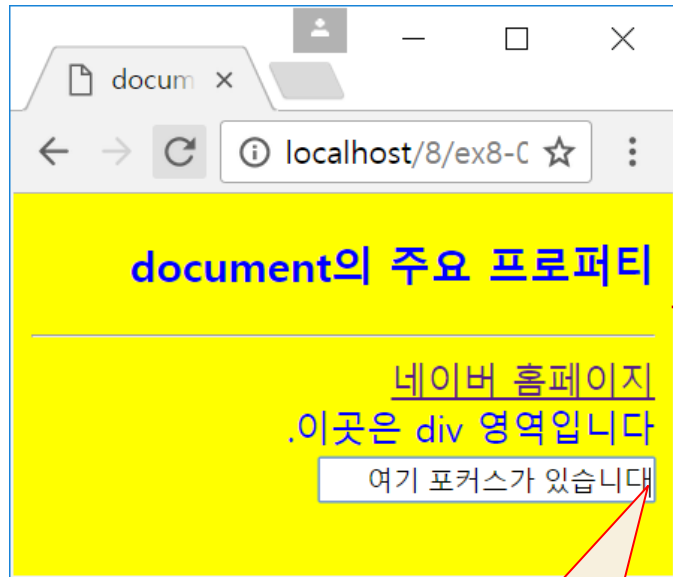 docum
localhost/8/ex8-0
document의 주요 프로퍼티
네이버 홈페이지
.이곳은 div 영역입니다
여기 포커스가 있습니다